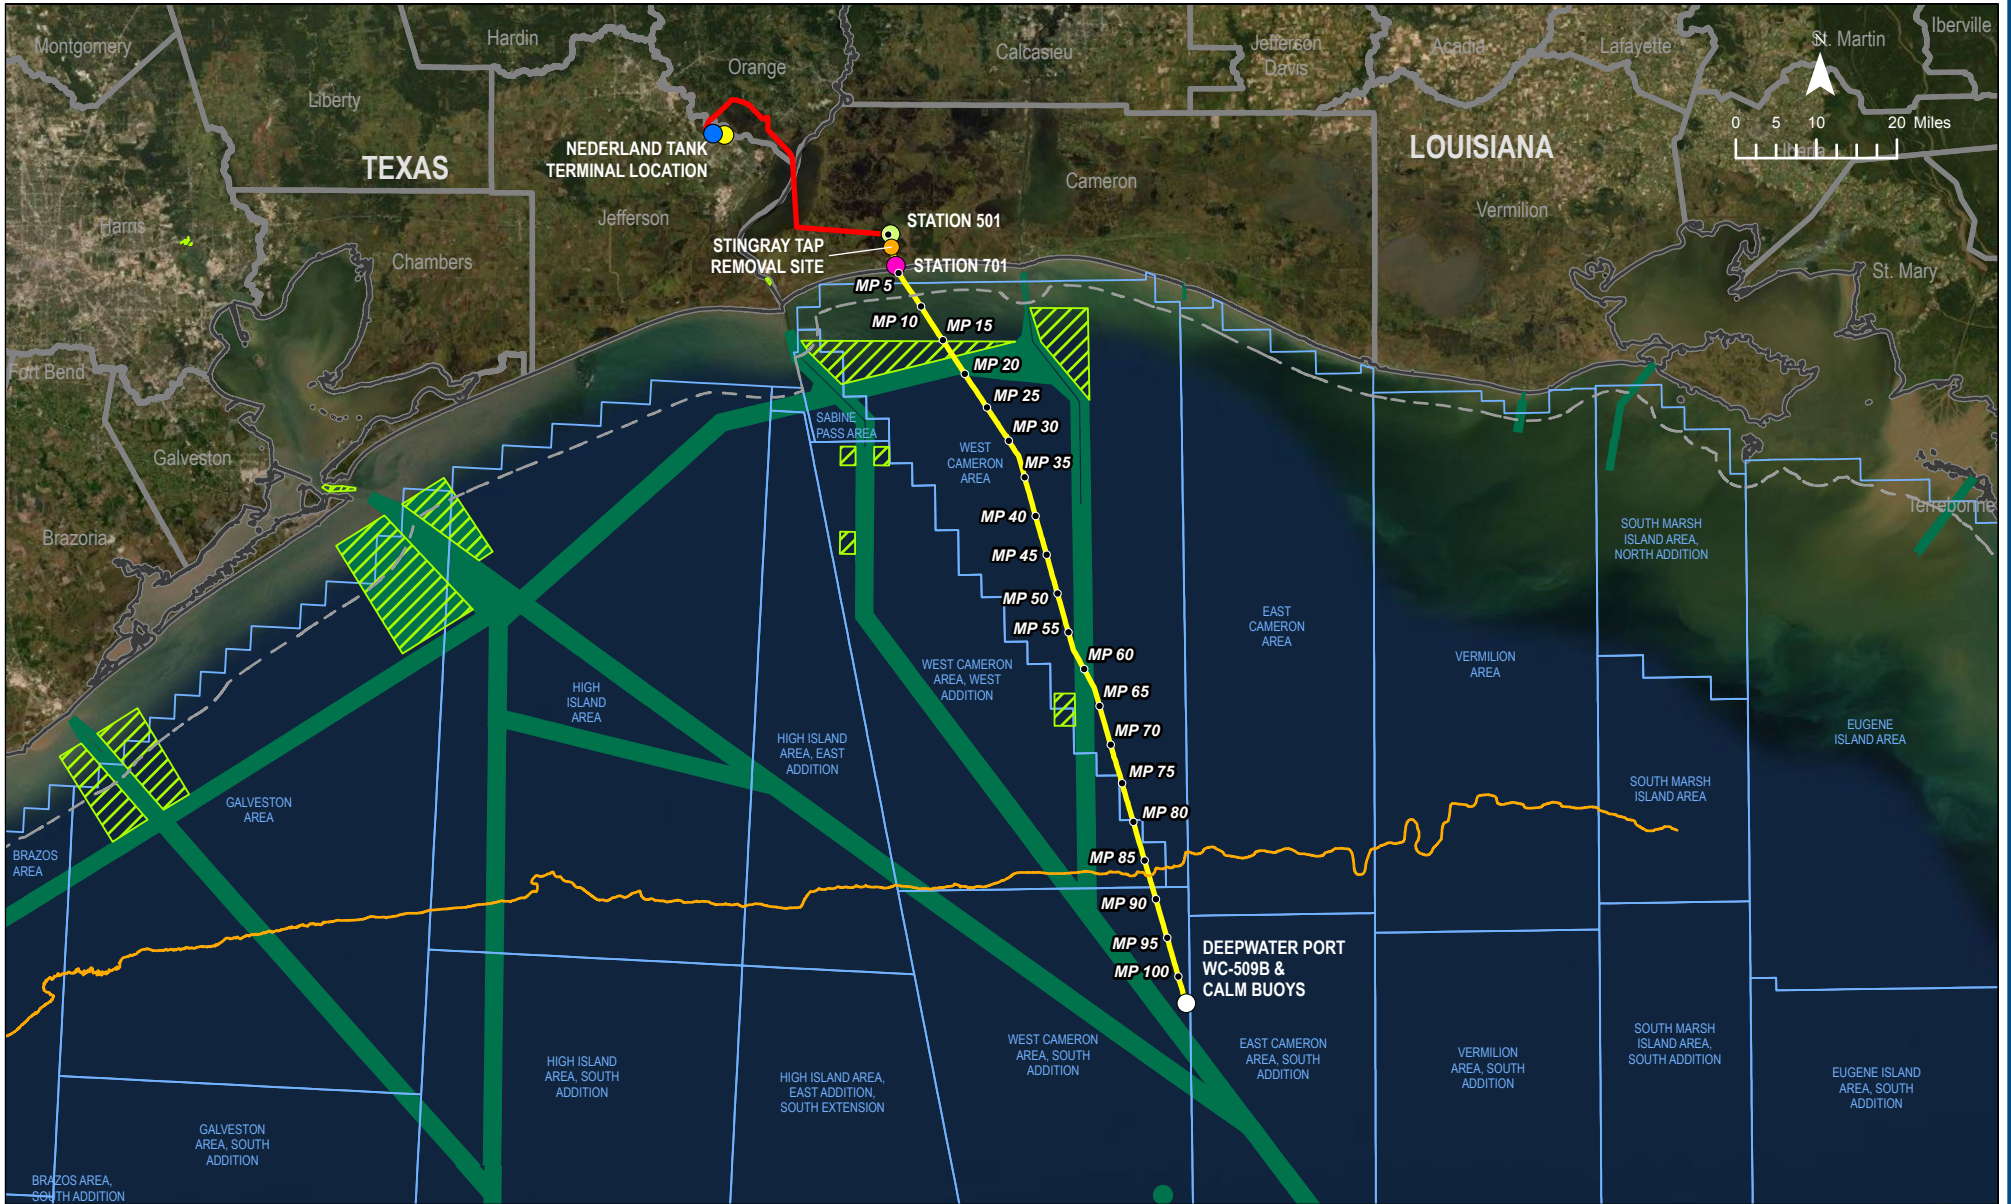 Montgomery
Hardin
Orange
Calcasieu
Jefferson
Davis
Acadia
Lafayette
St. Martin
Iberville
N
Liberty
0 5 10 20 Miles
Iberia
NEDERLAND TANK
TERMINAL LOCATION
TEXAS
LOUISIANA
Cameron
Vermilion
Harris
Jefferson
Chambers
STATION 501
STINGRAY TAP
REMOVAL SITE
STATION 701
St. Mary
MP 5
MP 10
MP 15
MP 20
MP 25
MP 30
MP 35
MP 40
MP 45
MP 50
MP 55
MP 60
MP 65
MP 70
MP 75
MP 80
MP 85
MP 90
MP 95
MP 100
Fort Bend
Galveston
Brazoria
Terrebonne
SABINE
PASS AREA
WEST
CAMERON
AREA
SOUTH MARSH
ISLAND AREA,
NORTH ADDITION
EAST
CAMERON
AREA
VERMILION
AREA
WEST CAMERON
AREA, WEST
ADDITION
HIGH
ISLAND
AREA
HIGH ISLAND
AREA, EAST
ADDITION
EUGENE
ISLAND AREA
SOUTH MARSH
ISLAND AREA
GALVESTON
AREA
BRAZOS
AREA
DEEPWATER PORT
WC-509B &
CALM BUOYS
WEST CAMERON
AREA, SOUTH
ADDITION
EAST CAMERON
AREA, SOUTH
ADDITION
VERMILION
AREA, SOUTH
ADDITION
SOUTH MARSH
ISLAND AREA,
SOUTH ADDITION
EUGENE ISLAND
AREA, SOUTH
ADDITION
HIGH ISLAND
AREA, SOUTH
ADDITION
HIGH ISLAND AREA,
EAST ADDITION,
SOUTH EXTENSION
GALVESTON
AREA, SOUTH
ADDITION
BRAZOS AREA,
SOUTH ADDITION